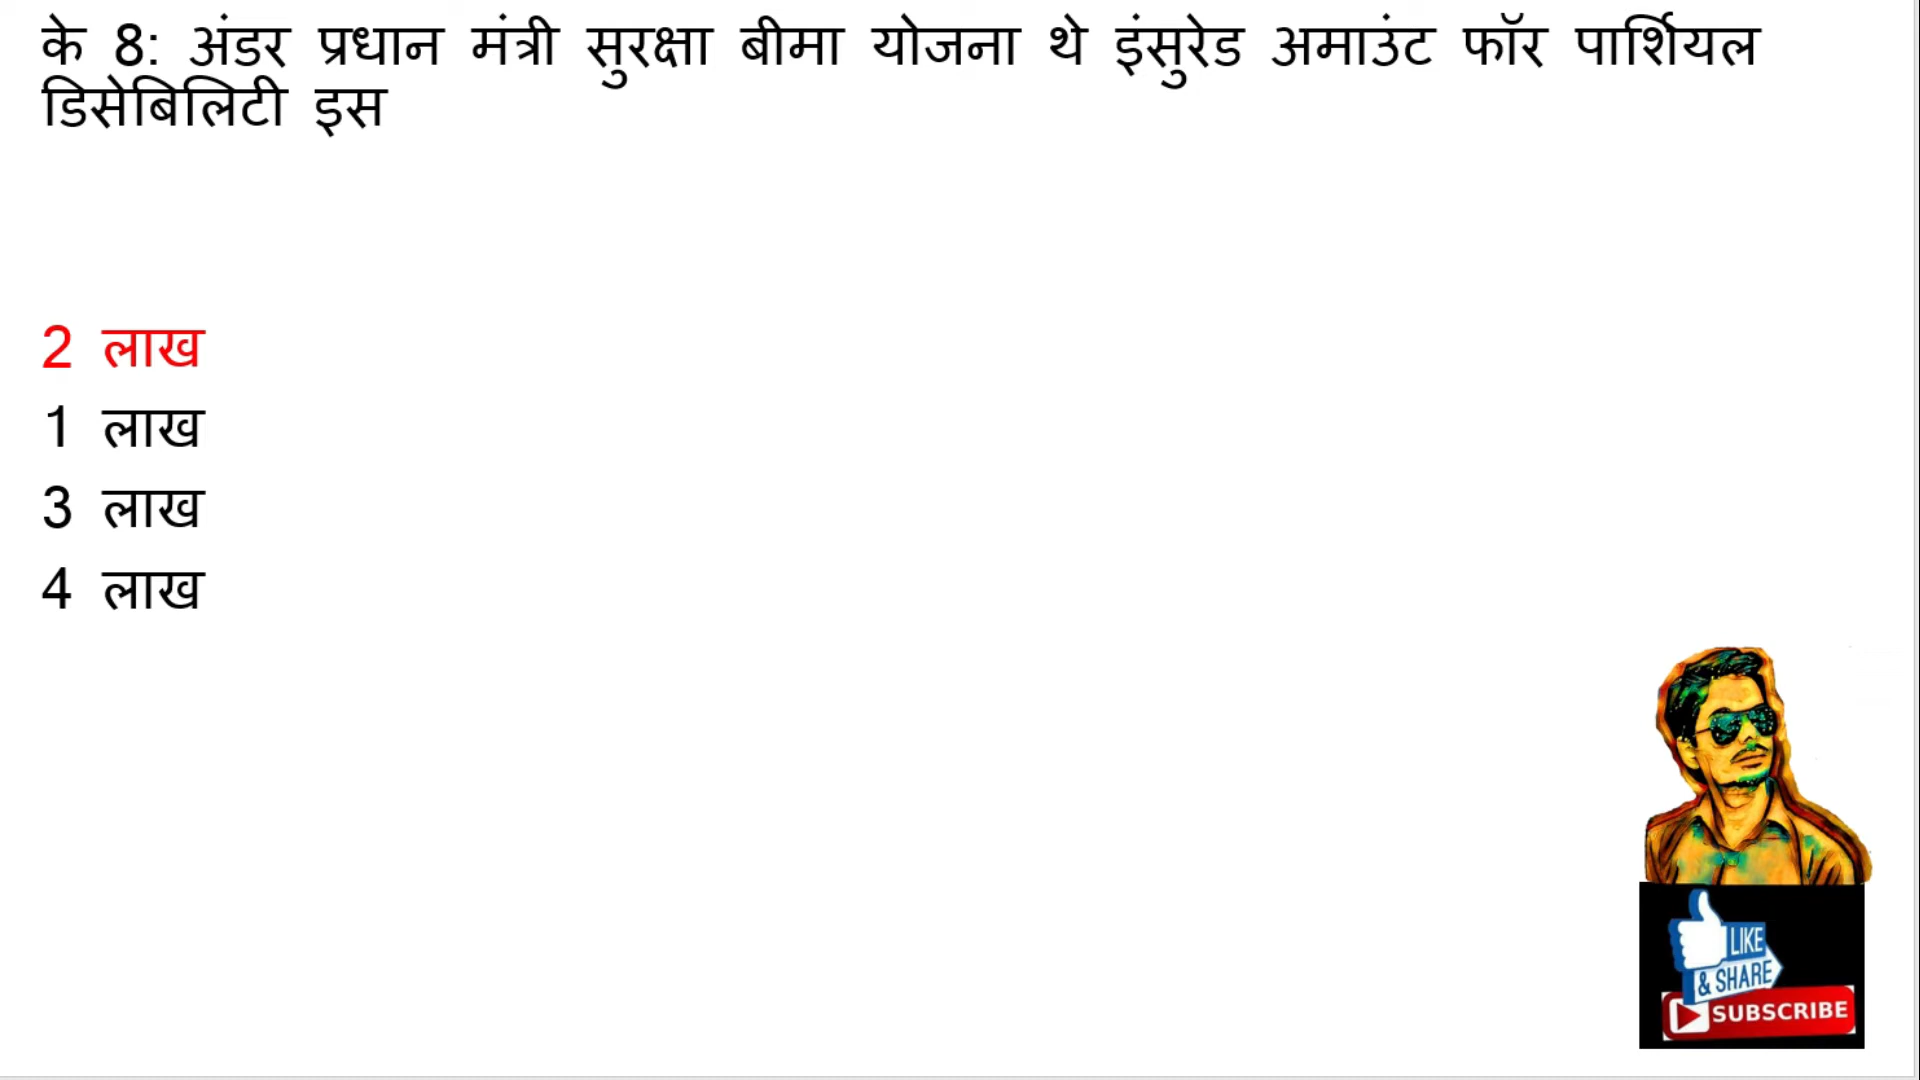 के 8: अंडर प्रधान मंत्री सुरक्षा बीमा योजना थे इंसुरेड अमाउंट फॉर पार्शियल
डिसेबिलिटी इस
2 लाख
1 लाख
3 लाख
4 लाख
LIKE
& SHARE
SUBSCRIBE